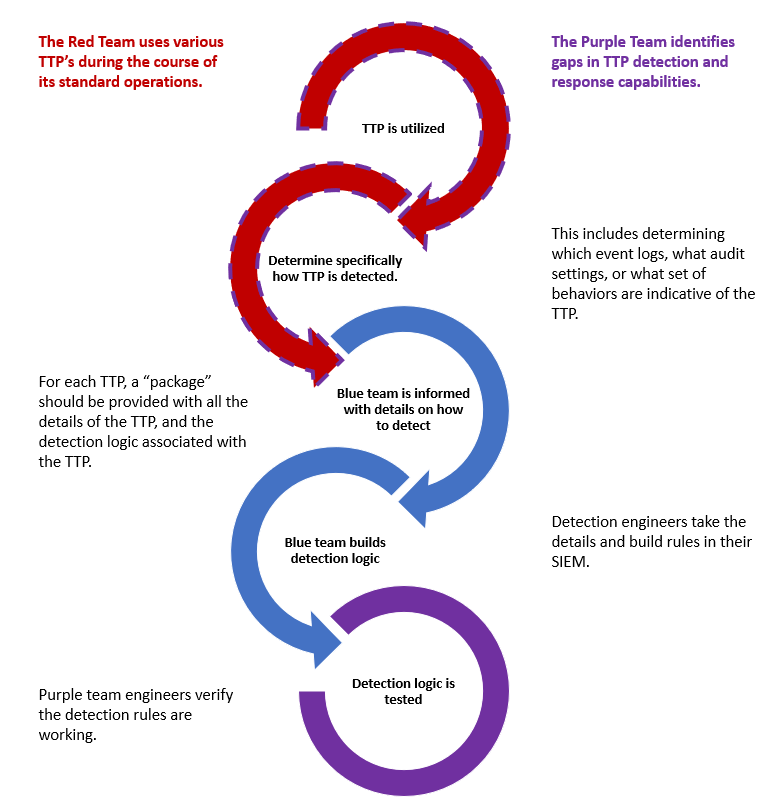 The Red Team uses various
TTP’s during the course of
its standard operations.
The Purple Team identifies
gaps in TTP detection and
response capabilities.
TTP is utilized
This includes determining
which event logs, what audit
settings, or what set of
behaviors are indicative of the
TTP.
Determine specifically
how TTP is detected.
For each TTP, a “package”
should be provided with all the
details of the TTP, and the
detection logic associated with
the TTP.
Blue team is informed
with details on how
to detect
Detection engineers take the
details and build rules in their
SIEM.
Blue team builds
detection logic
Purple team engineers verify
the detection rules are
working.
Detection logic is
tested